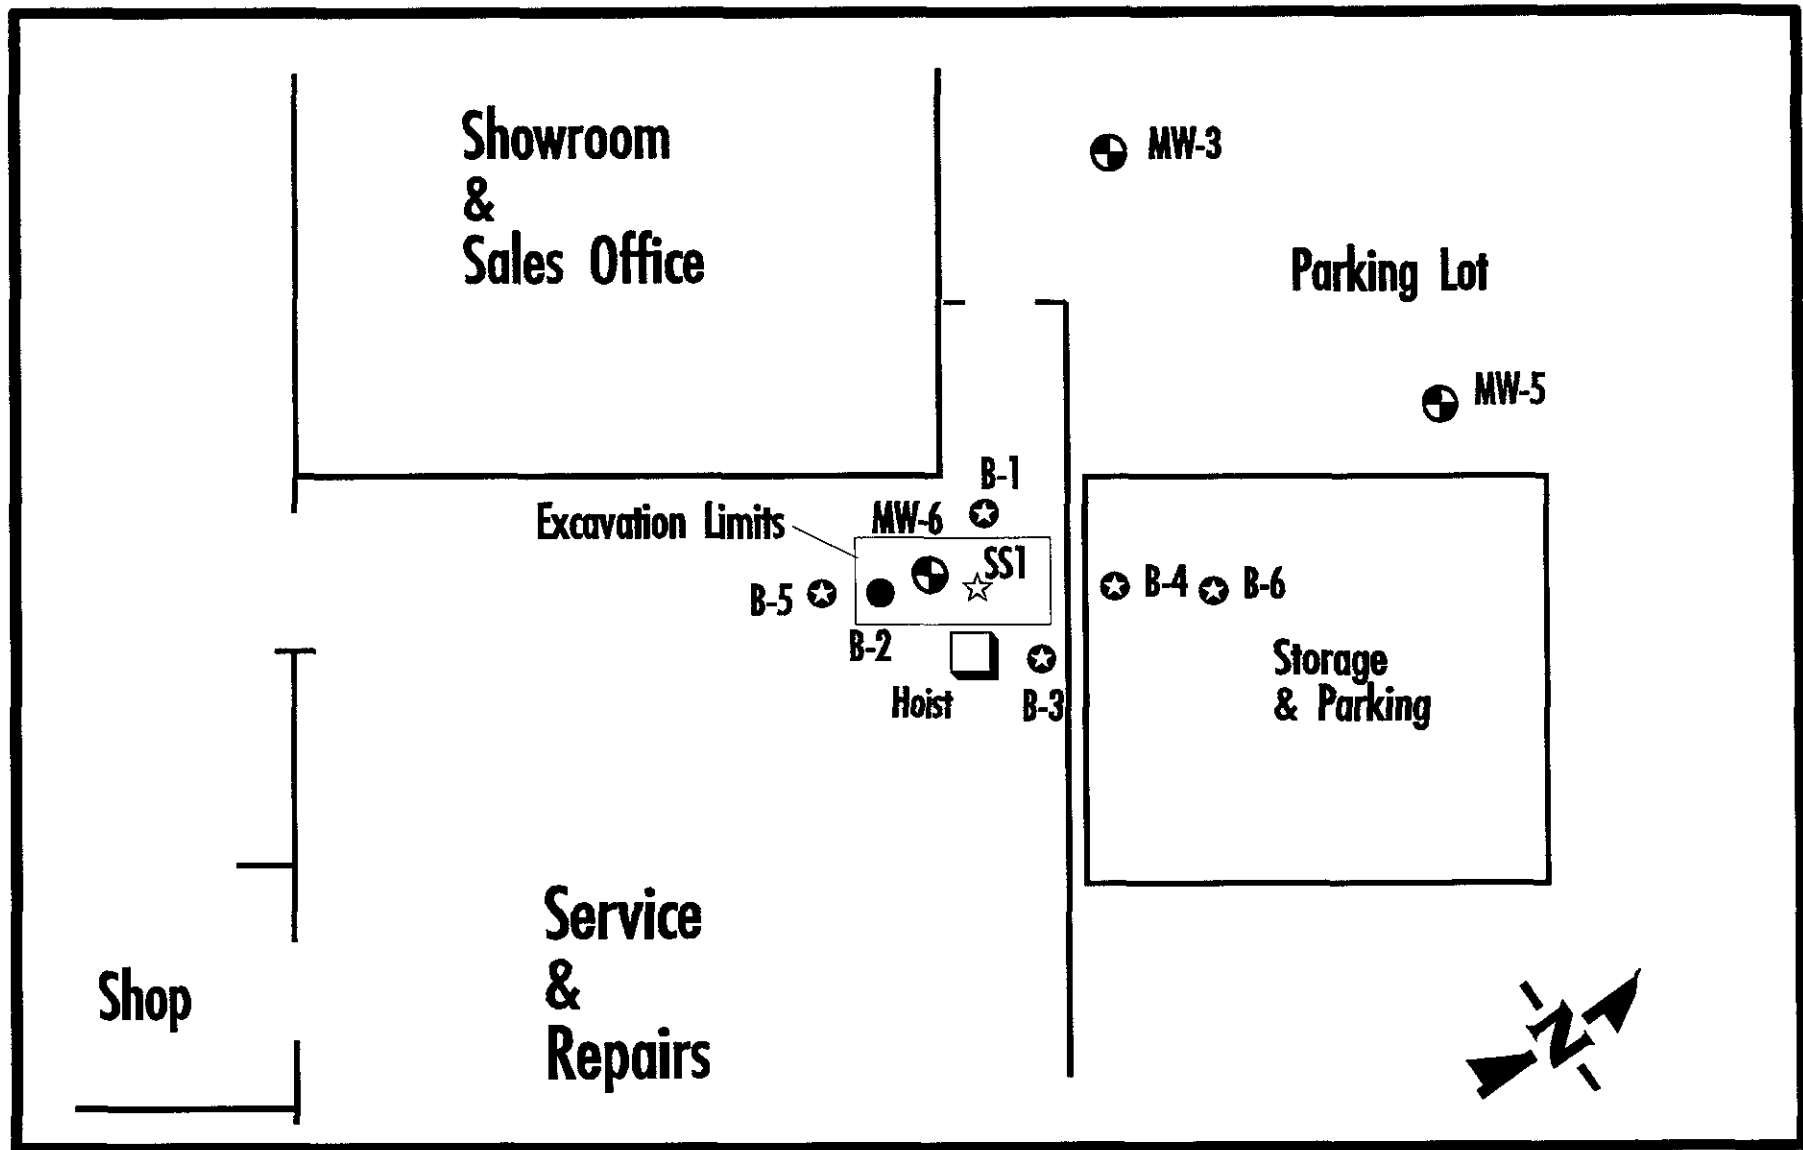 Showroom
&
Sales Office
MW-3
Parking Lot
MW-5
B-1
Excavation Limits
MW-6
SS1
B-5
B-2
B-4
B-6
Hoist
B-3
Storage
& Parking
Service
&
Repairs
Shop
N